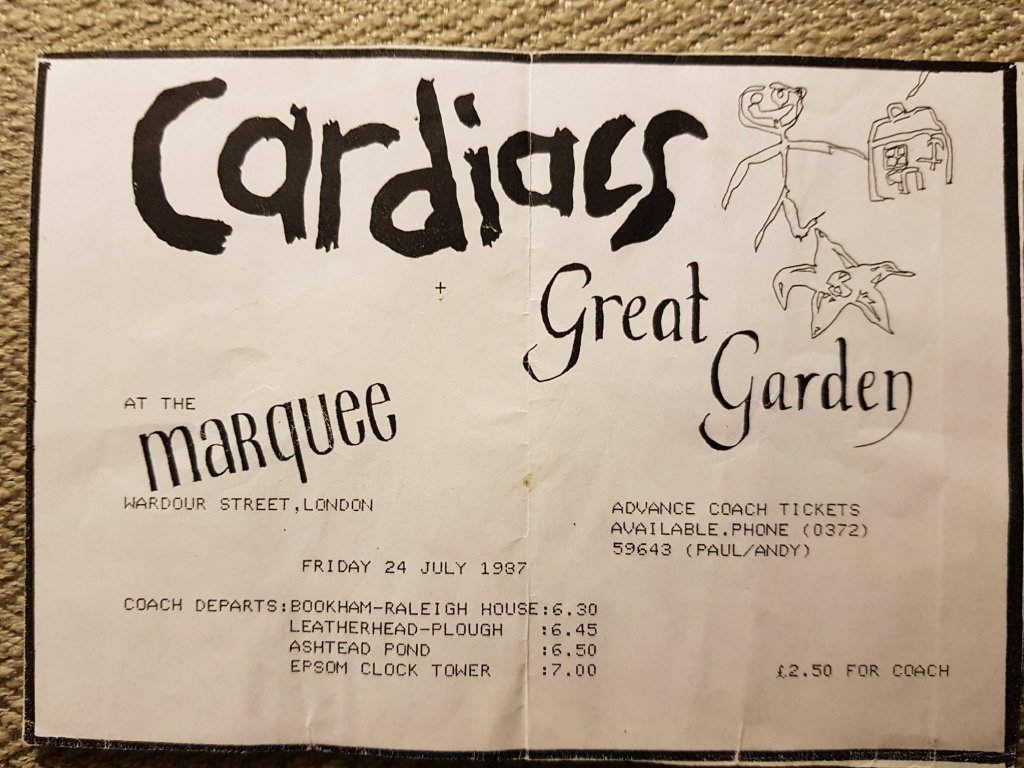 Cardiacs
+
Great
Garden
AT THE
MARQUEE
WARDOUR STREET,LONDON
ADVANCE COACH TICKETS
AVAILABLE.PHONE (0372)
59643 (PAUL/ANDY)
FRIDAY 24 JULY 1987
COACH DEPARTS:BOOKHAM-RALEIGH HOUSE:6.30
LEATHERHEAD-PLOUGH :6.45
ASHTEAD POND :6.50
EPSOM CLOCK TOWER :7.00
£2.50 FOR COACH